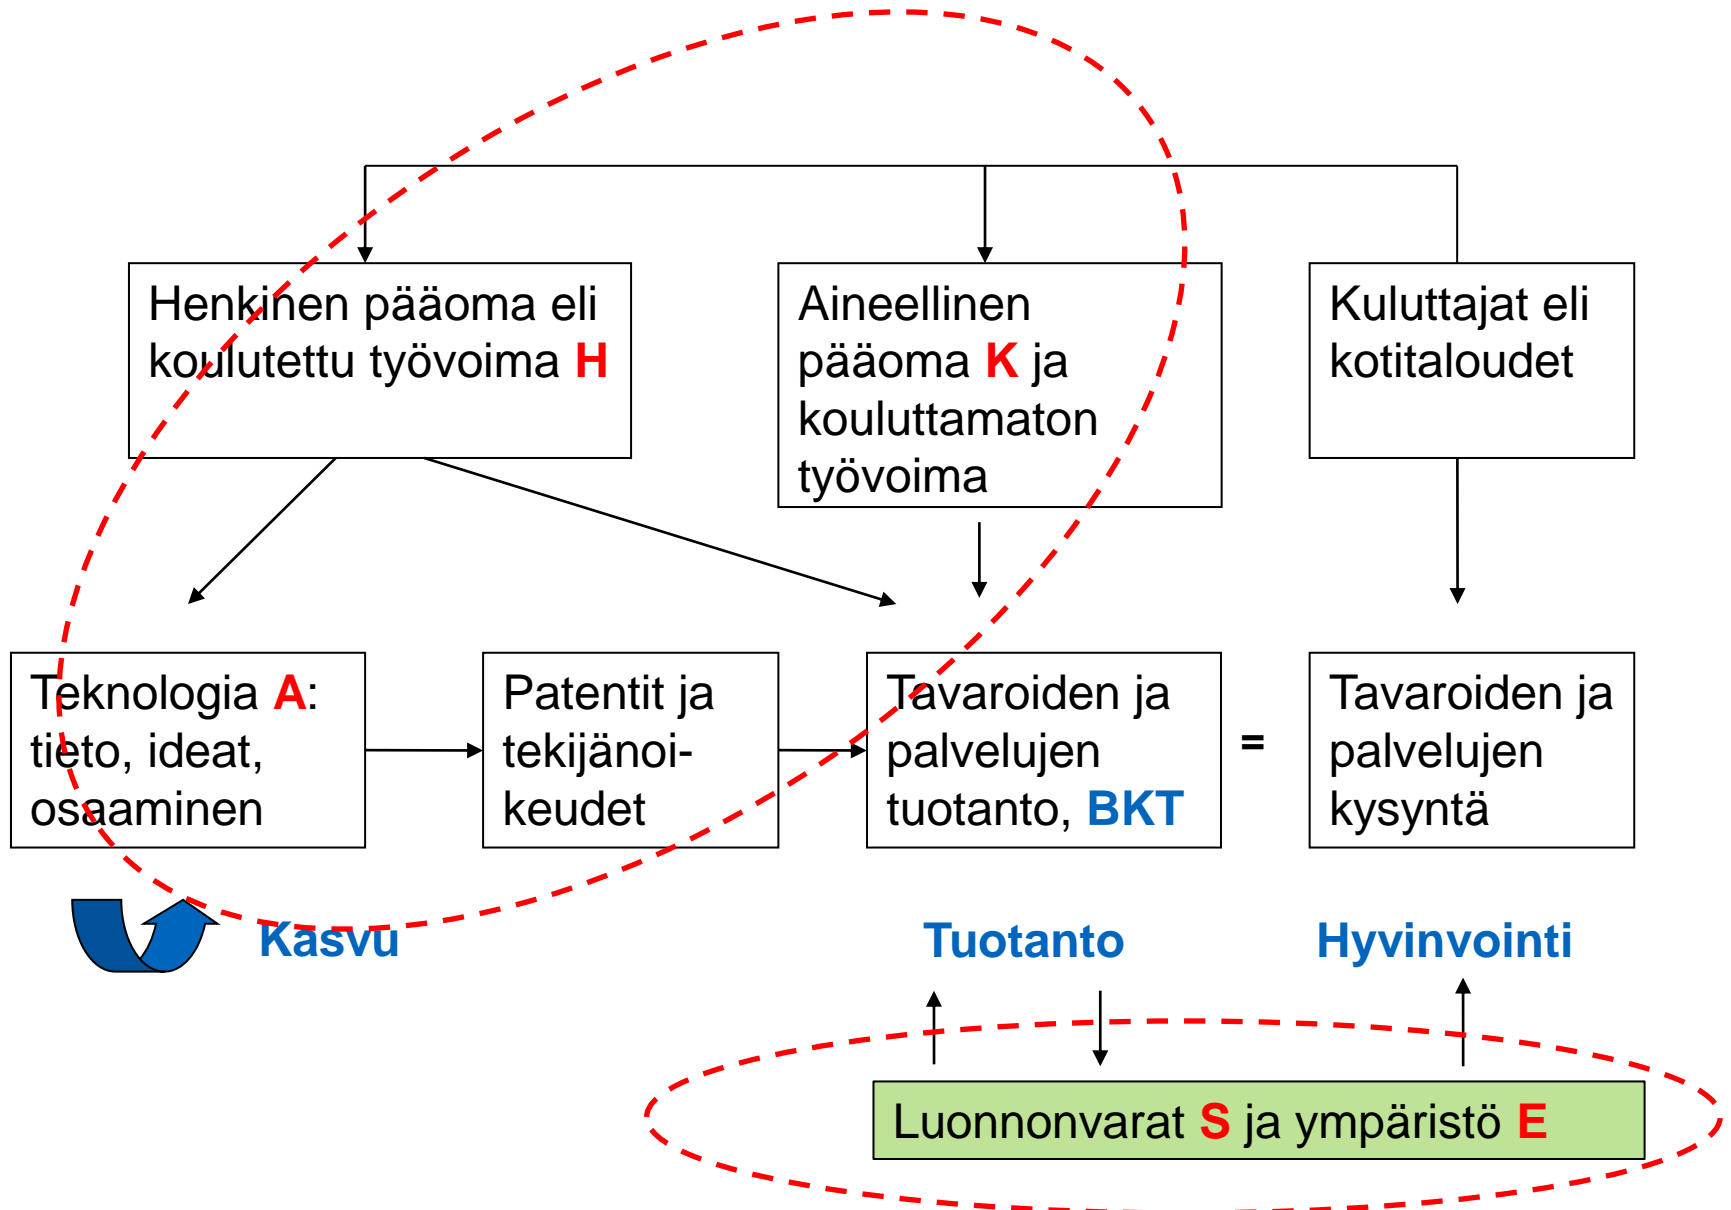 Henkinen pääoma eli
koulutettu työvoima H
Aineellinen
pääoma K ja
kouluttamaton
työvoima
Kuluttajat eli
kotitaloudet
Teknologia A:
tieto, ideat,
osaaminen
Patentit ja
tekijänoi-
keudet
Tavaroiden ja
palvelujen
tuotanto, BKT
=
Tavaroiden ja
palvelujen
kysyntä
Kasvu
Tuotanto
Hyvinvointi
Luonnonvarat S ja ympäristö E